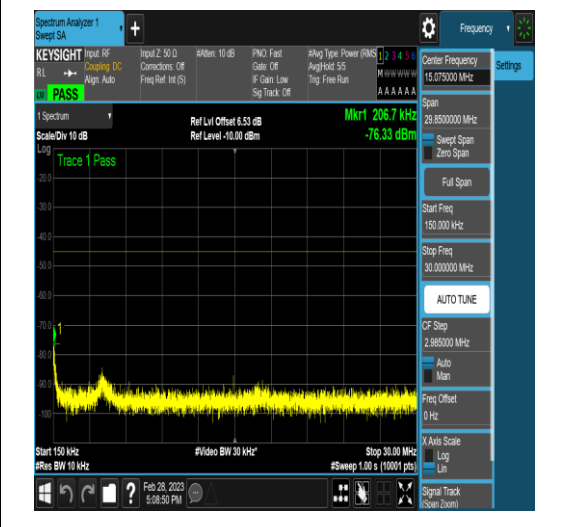 Spectrum Analyzer 1
Swept SA
+
Frequency
KEYSIGHT
RL
Input: RF
Coupling: DC
Align: Auto
Input Z: 50 Ω
Corrections: Off
Freq Ref: Int (S)
#Atten: 10 dB
PNO: Fast
Gate: Off
IF Gain: Low
Sig Track: Off
#Avg Type: Power (RMS
Avg|Hold: 5/5
Trig: Free Run
1 2 3 4 5 6
M W W W W W
A A A A A A
PASS
1 Spectrum
Scale/Div 10 dB
Ref Lvl Offset 6.53 dB
Ref Level -10.00 dBm
Mkr1 206.7 kHz
-76.33 dBm
Log
Trace 1 Pass
-20.0
-30.0
-40.0
-50.0
-60.0
-70.0
-80.0
-90.0
-100
1
Start 150 kHz
#Res BW 10 kHz
#Video BW 30 kHz*
Stop 30.00 MHz
#Sweep 1.00 s (10001 pts)
Feb 28, 2023
5:08:50 PM
?
Center Frequency
15.075000 MHz
Settings
Span
29.8500000 MHz
Swept Span
Zero Span
Full Span
Start Freq
150.000 kHz
Stop Freq
30.000000 MHz
AUTO TUNE
CF Step
2.985000 MHz
Auto
Man
Freq Offset
0 Hz
X Axis Scale
Log
Lin
Signal Track
(Span Zoom)